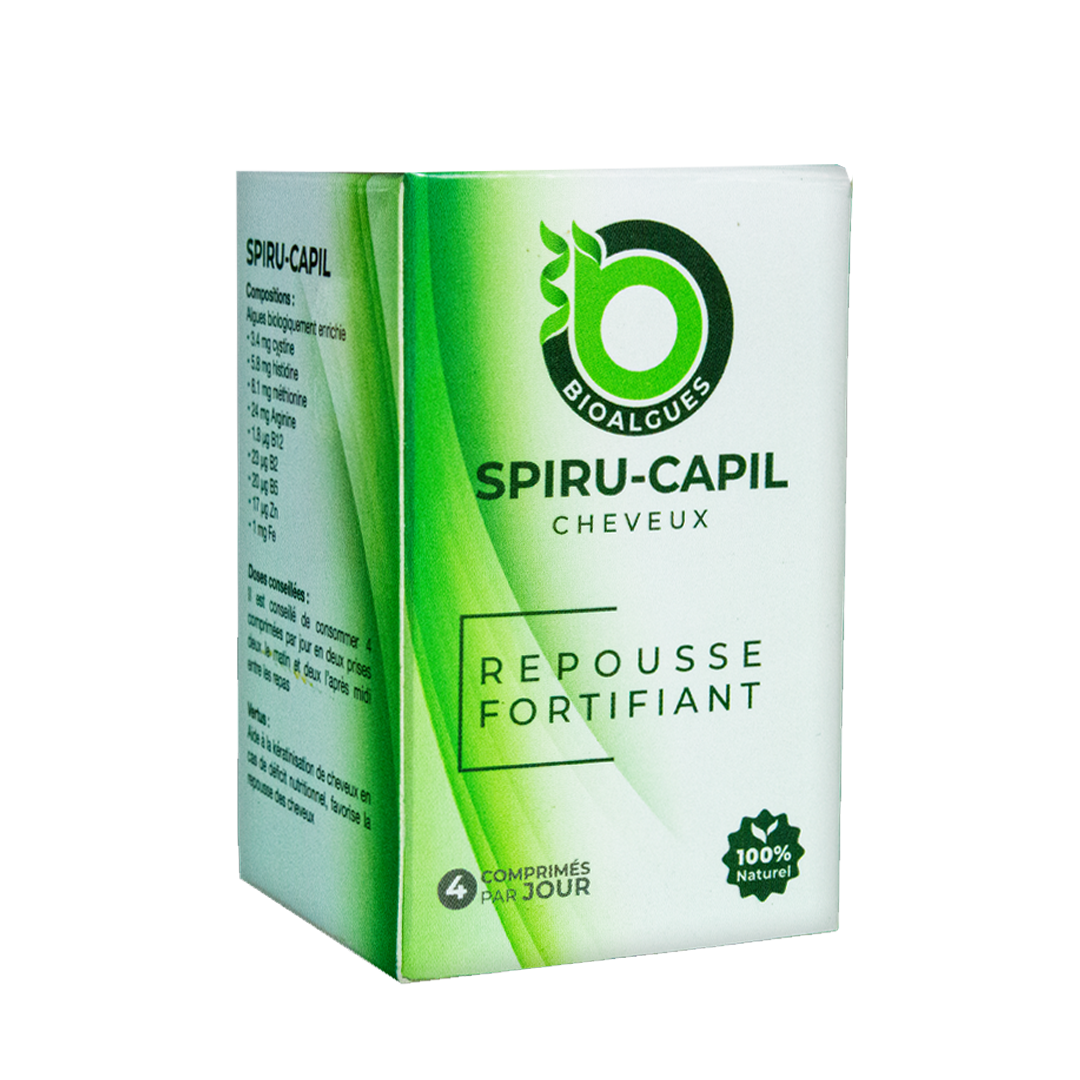 SPIRU-CAPIL
Compositions :
Algues biologiquement enrichie
- 3.4 mg cystine
- 5.8 mg histidine
- 8.1 mg méthionine
- 24 mg Arginine
- 1.8 µg B12
- 23 µg B2
- 20 µg B5
- 17 µg Zn
- 1 mg Fe
Doses conseillées :
Il est conseillé de consommer 4
comprimées par jour en deux prises
deux le matin et deux l'après midi
entre les repas
Vertus :
Aide à la kératinisation de cheveux en
cas de déficit nutritionnel, favorise la
repousse des cheveux
BIOALGUES
SPIRU-CAPIL
CHEVEUX
REPOUSSE
FORTIFIANT
4 COMPRIMÉS
PAR JOUR
100%
Naturel